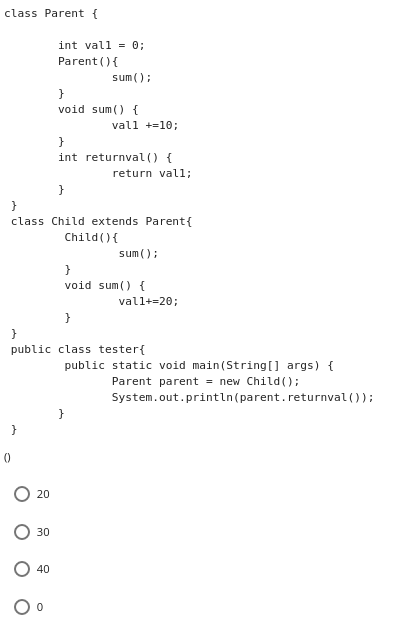 class Parent {
int val1 = 0;
Parent(){
sum();
}
void sum() {
val1 +=10;
}
int returnval() {
return val1;
}
}
class Child extends Parent{
Child(){
sum();
}
void sum() {
val1+=20;
}
}
public class tester{
public static void main(String[] args) {
Parent parent = new Child();
System.out.println(parent.returnval());
}
}
()
20
30
40
0